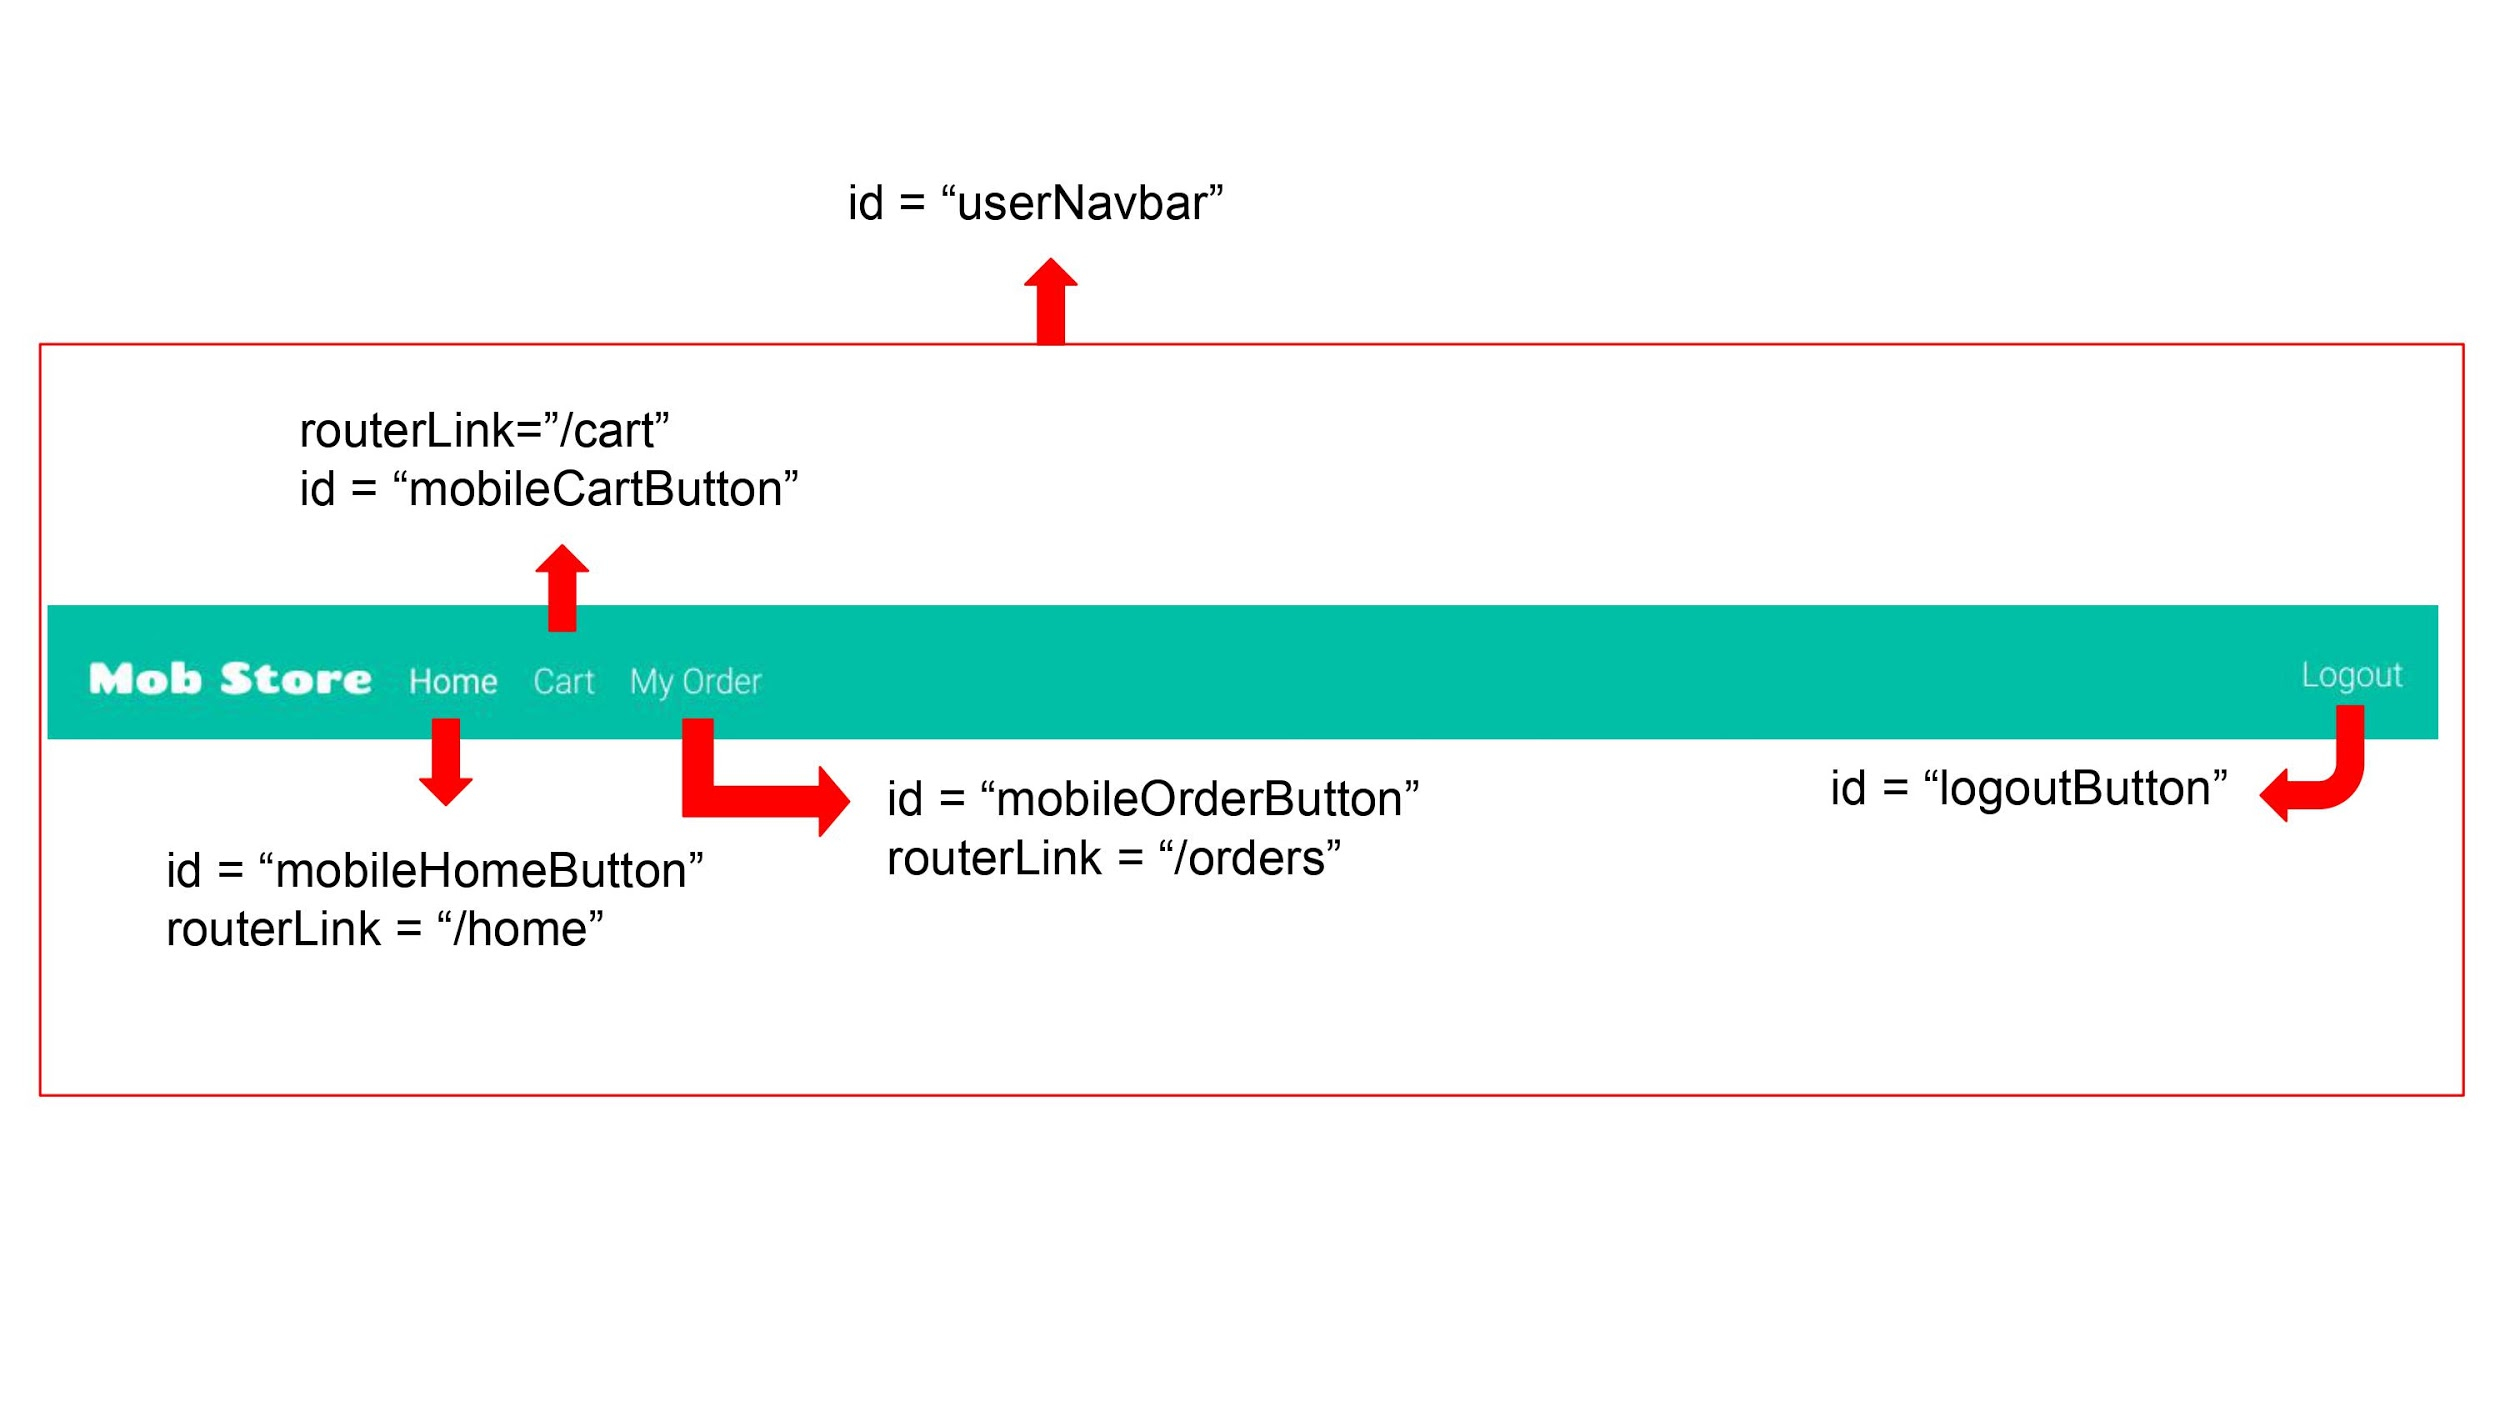 id = “userNavbar”
routerLink=”/cart”
id = “mobileCartButton”
Mob Store Home Cart My Order Logout
id = “mobileHomeButton”
routerLink = “/home”
id = “mobileOrderButton”
routerLink = “/orders”
id = “logoutButton”